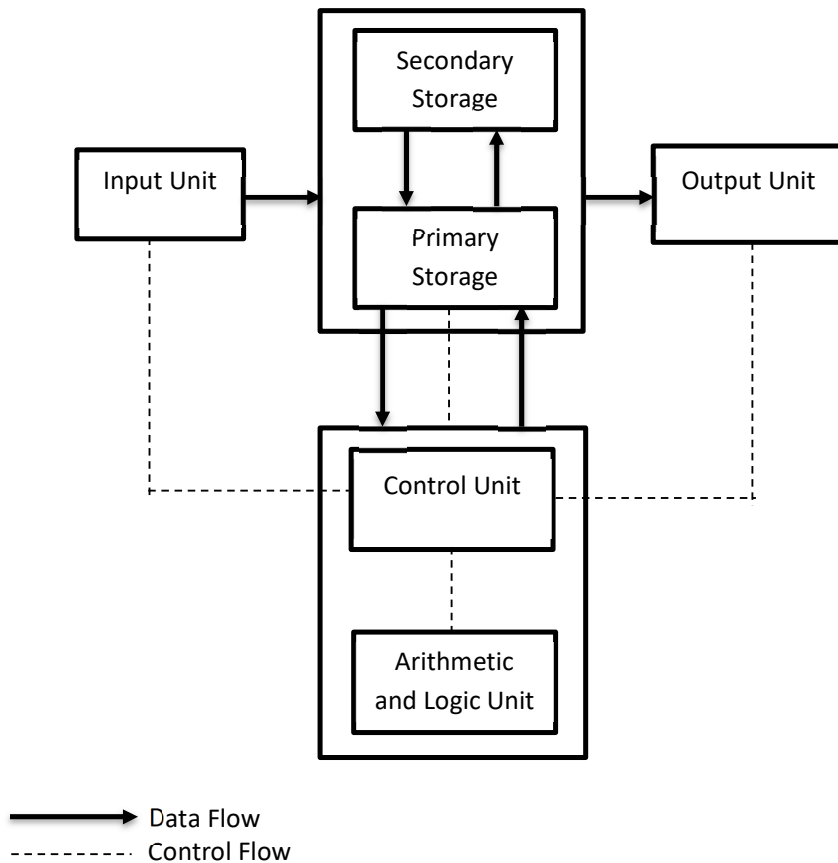 Secondary
Storage
Input Unit
Output Unit
Primary
Storage
Control Unit
Arithmetic
and Logic Unit
Data Flow
Control Flow